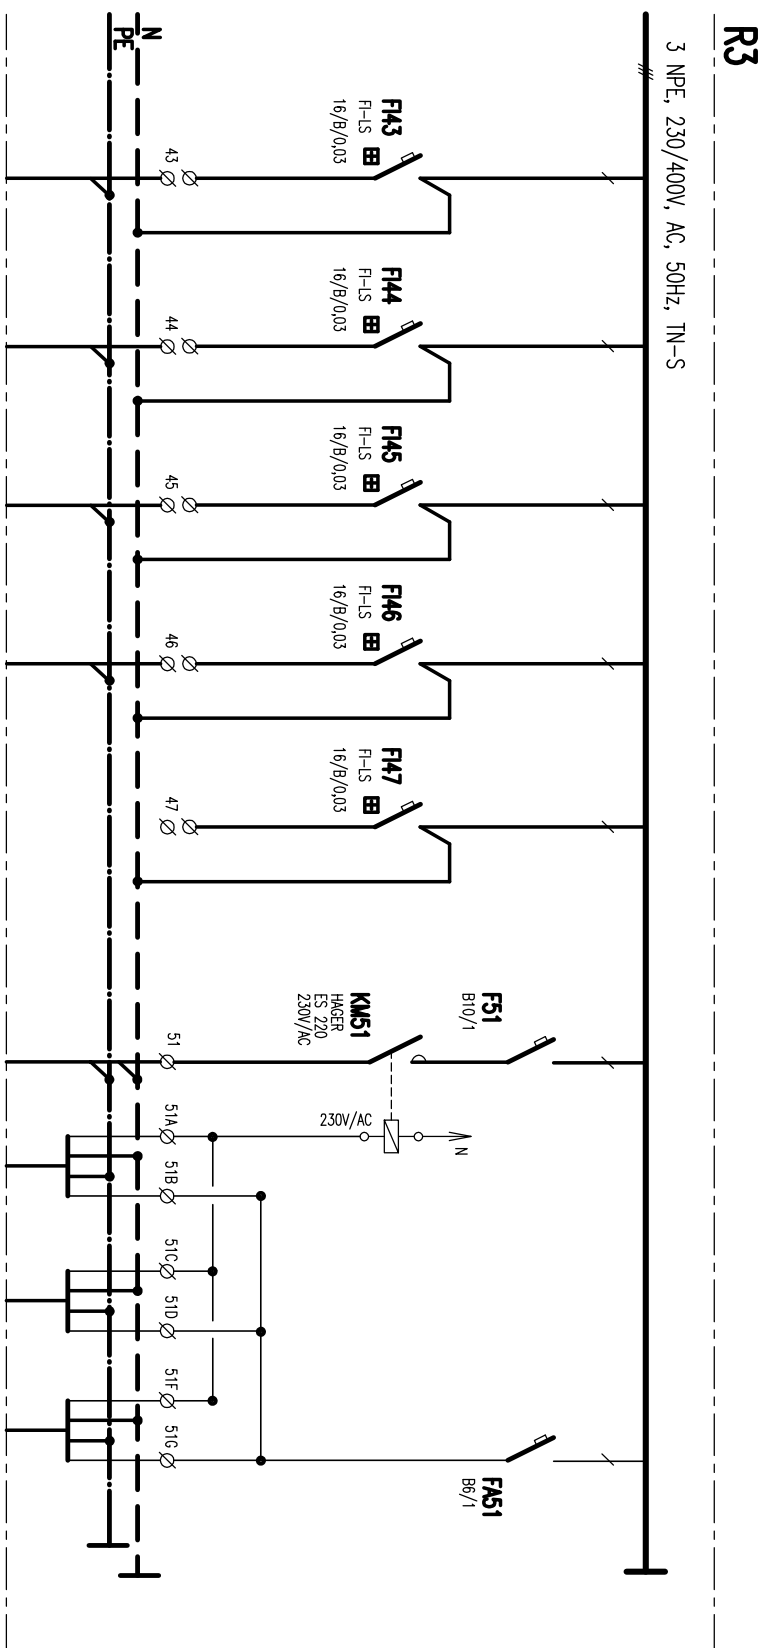 R3
3 NPE, 230/400V, AC, 50Hz, TN-S
N
PE
FI43
FI-LS
16/B/0,03
43
FI44
FI-LS
16/B/0,03
44
FI45
FI-LS
16/B/0,03
45
FI46
FI-LS
16/B/0,03
46
FI47
FI-LS
16/B/0,03
47
F51
B10/1
KM51
HAGER
ES 220
230V/AC
51
230V/AC
N
51A
51B
51C
51D
51F
51G
FA51
B6/1